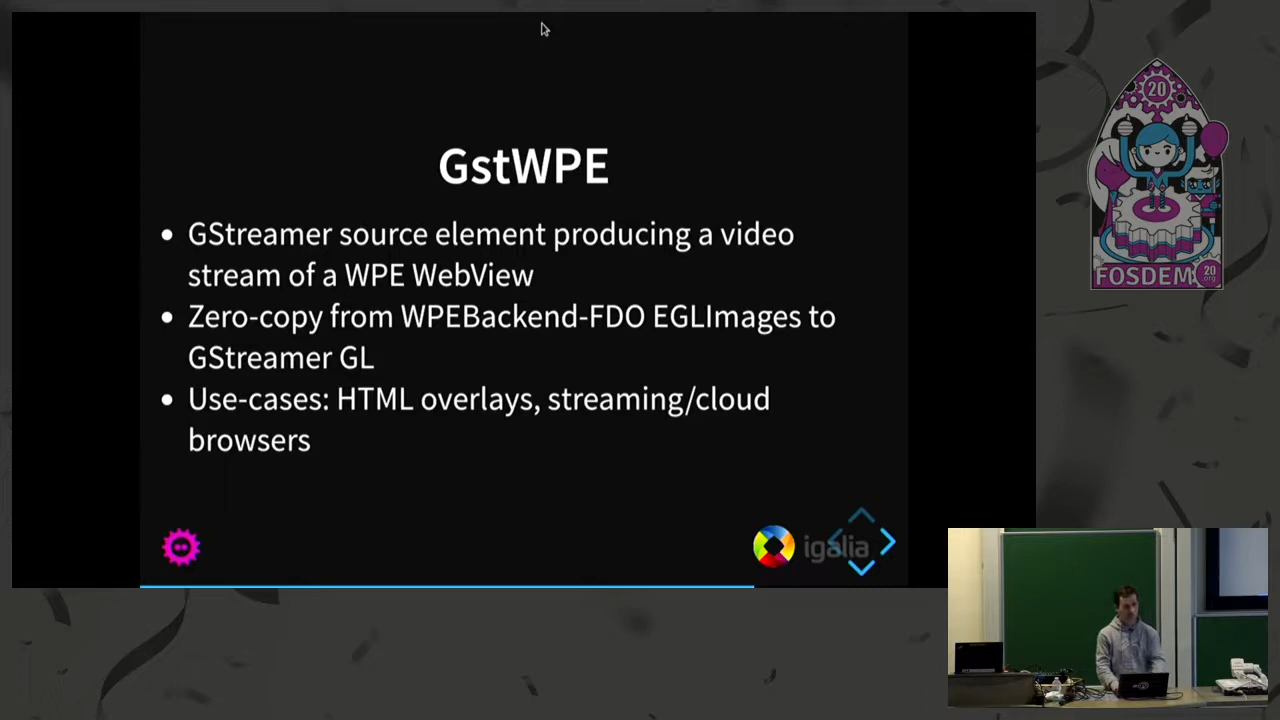 GstWPE
• GStreamer source element producing a video
stream of a WPE WebView
• Zero-copy from WPEBackend-FDO EGLImages to
GStreamer GL
• Use-cases: HTML overlays, streaming/cloud
browsers
igalia
20
FOSDEM
20
.org